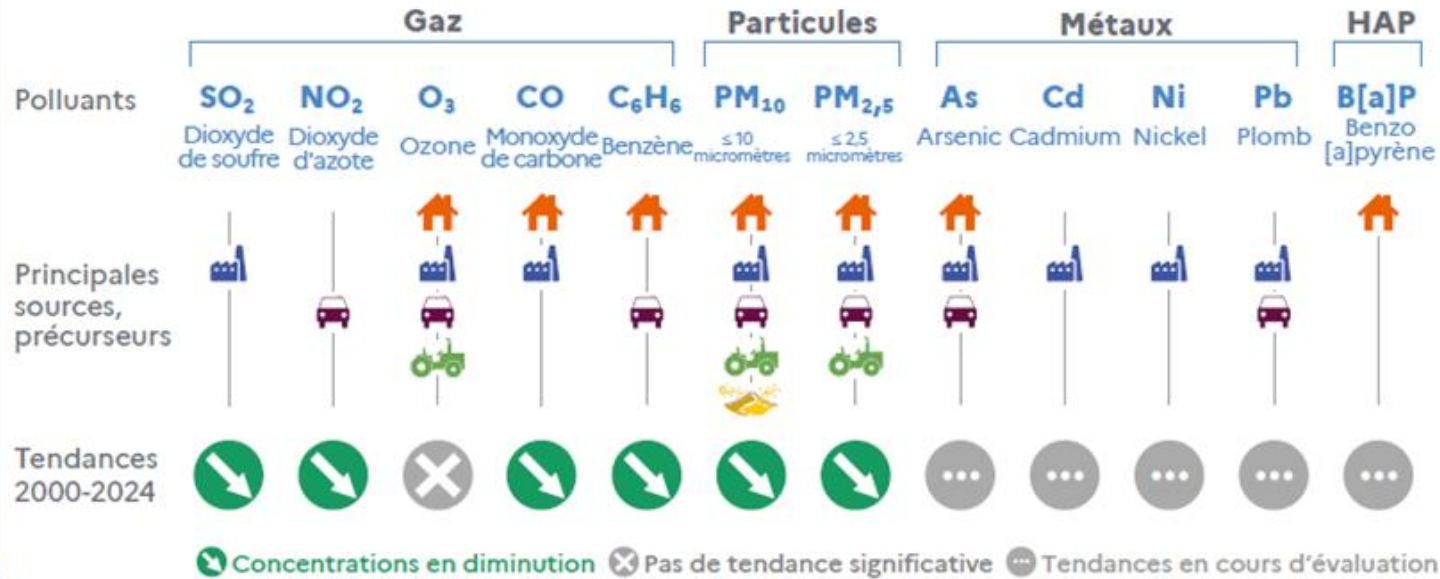 Gaz Particules Métaux HAP
Polluants SO₂ NO₂ O₃ CO C₆H₆ PM₁₀ PM₂,₅ As Cd Ni Pb B[a]P
Dioxyde de soufre Dioxyde d'azote Ozone Monoxyde de carbone Benzène ≤ 10 micromètres ≤ 2,5 micromètres Arsenic Cadmium Nickel Plomb Benzo [a]pyrène
Principales
sources,
précurseurs
Tendances
2000-2024
Concentrations en diminution Pas de tendance significative Tendances en cours d'évaluation